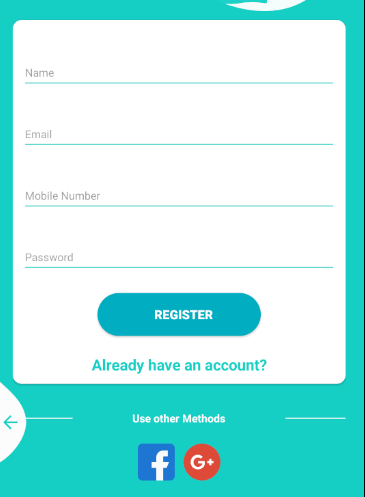 Name
Email
Mobile Number
Password
REGISTER
Already have an account?
Use other Methods
f G+